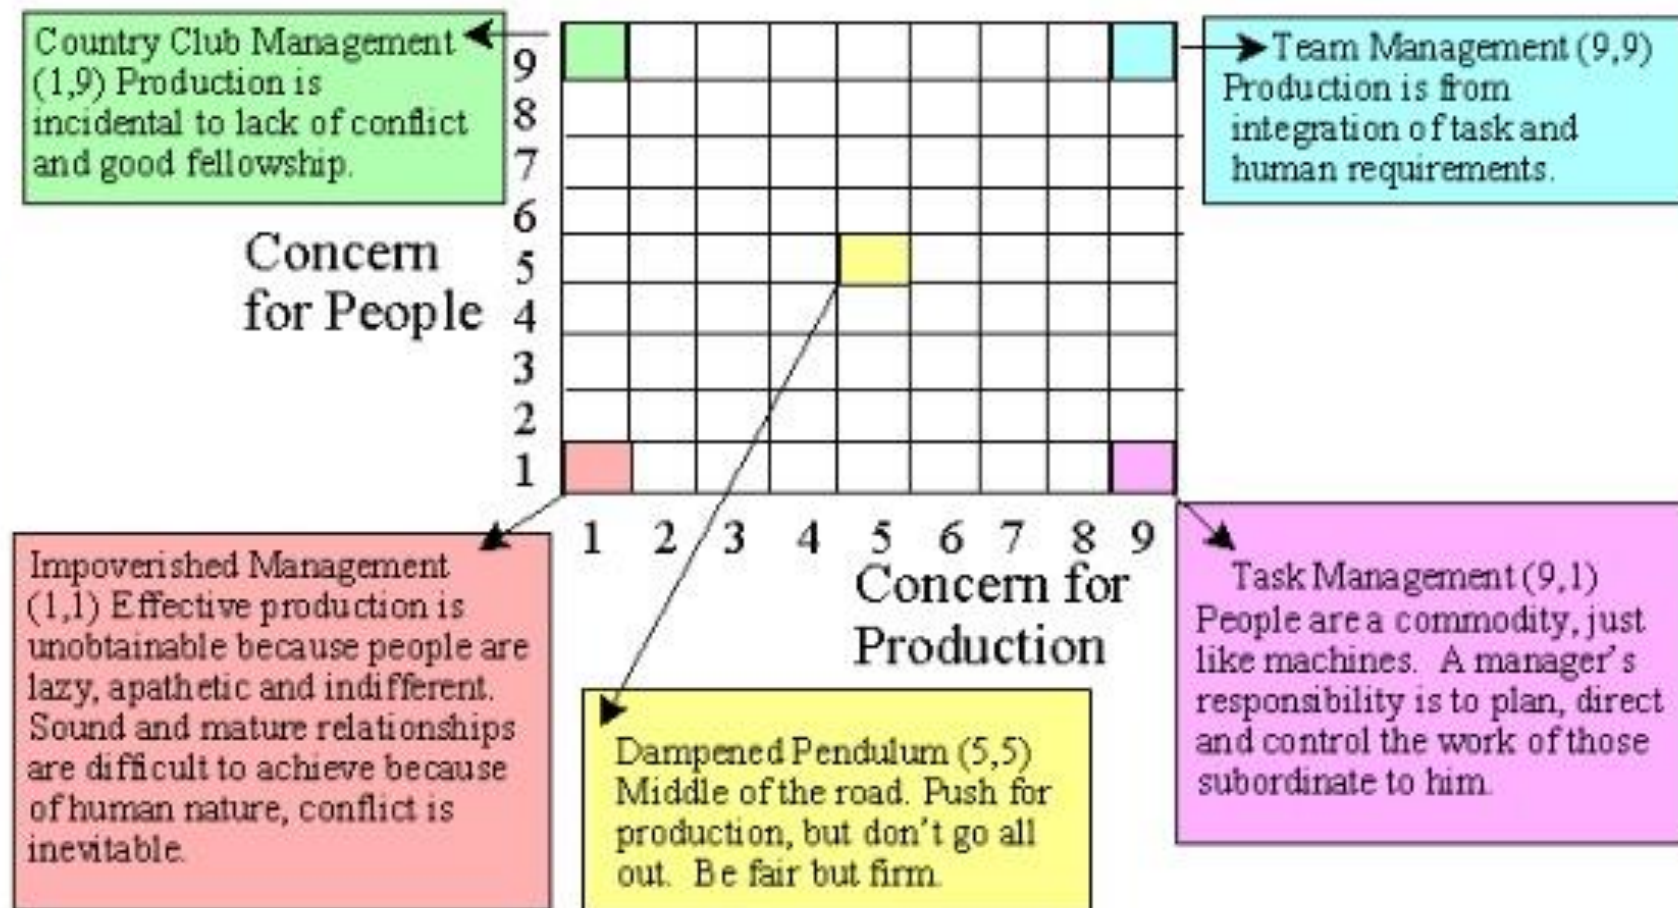 Country Club Management
(1,9) Production is
incidental to lack of conflict
and good fellowship.
Team Management (9,9)
Production is from
integration of task and
human requirements.
9
8
7
6
5
4
3
2
1
Concern
for People
1 2 3 4 5 6 7 8 9
Concern for
Production
Impoverished Management
(1,1) Effective production is
unobtainable because people are
lazy, apathetic and indifferent.
Sound and mature relationships
are difficult to achieve because
of human nature, conflict is
inevitable.
Dampened Pendulum (5,5)
Middle of the road. Push for
production, but don't go all
out. Be fair but firm.
Task Management (9,1)
People are a commodity, just
like machines. A manager's
responsibility is to plan, direct
and control the work of those
subordinate to him.